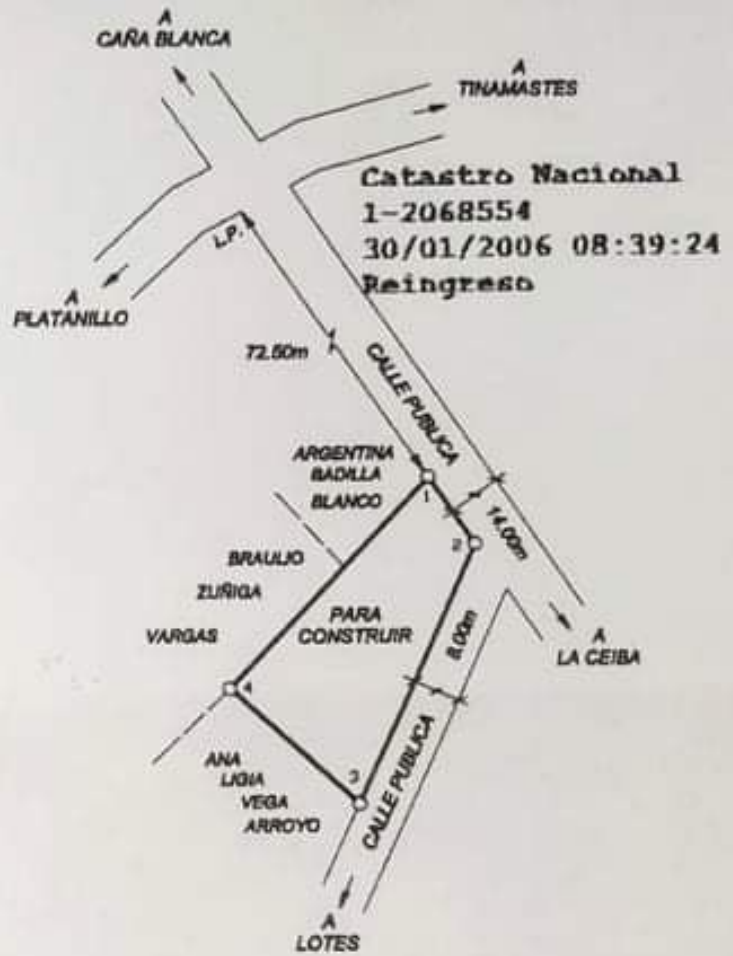 A
CAÑA BLANCA
A
TINAMASTES
Catastro Nacional
1-2068554
30/01/2006 08:39:24
Reingreso
L.P.
A
PLATANILLO
72.50m
CALLE PUBLICA
ARGENTINA
BADILLA
BLANCO
1
14.00m
2
BRAULIO
ZUÑIGA
VARGAS
PARA
CONSTRUIR
8.00m
A
LA CEIBA
4
ANA
LIGIA
VEGA
ARROYO
3
CALLE PUBLICA
A
LOTES